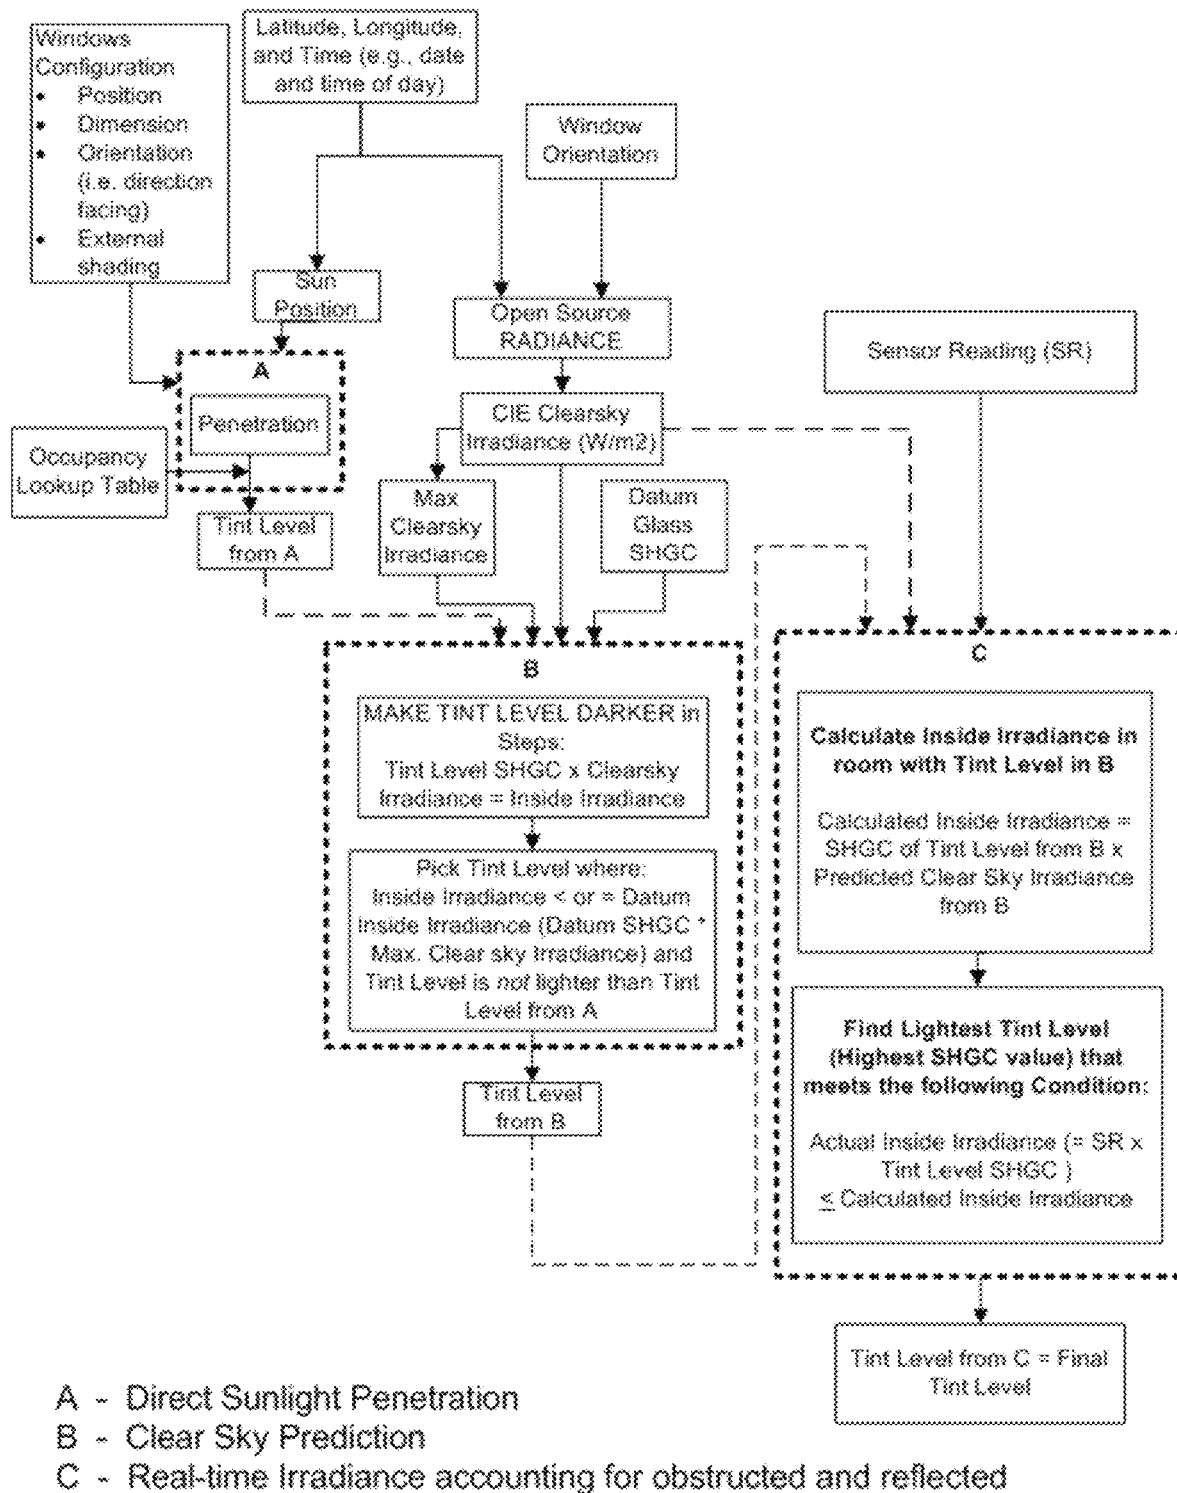 Windows
Configuration
• Position
• Dimension
• Orientation
(i.e. direction
facing)
• External
shading
Latitude, Longitude,
and Time (e.g., date
and time of day)
Window
Orientation
Sun
Position
Open Source
RADIANCE
Sensor Reading (SR)
A
Penetration
Occupancy
Lookup Table
CIE Clearsky
Irradiance (W/m2)
Tint Level
from A
Max
Clearsky
Irradiance
Datum
Glass
SHGC
B
MAKE TINT LEVEL DARKER in
Steps:
Tint Level SHGC x Clearsky
Irradiance = Inside Irradiance
Pick Tint Level where:
Inside Irradiance < or = Datum
Inside Irradiance (Datum SHGC *
Max. Clear sky Irradiance) and
Tint Level is not lighter than Tint
Level from A
Tint Level
from B
C
Calculate Inside Irradiance in
room with Tint Level in B
Calculated Inside Irradiance =
SHGC of Tint Level from B x
Predicted Clear Sky Irradiance
from B
Find Lightest Tint Level
(Highest SHGC value) that
meets the following Condition:
Actual Inside Irradiance (= SR x
Tint Level SHGC )
≤ Calculated Inside Irradiance
Tint Level from C = Final
Tint Level
A - Direct Sunlight Penetration
B - Clear Sky Prediction
C - Real-time Irradiance accounting for obstructed and reflected